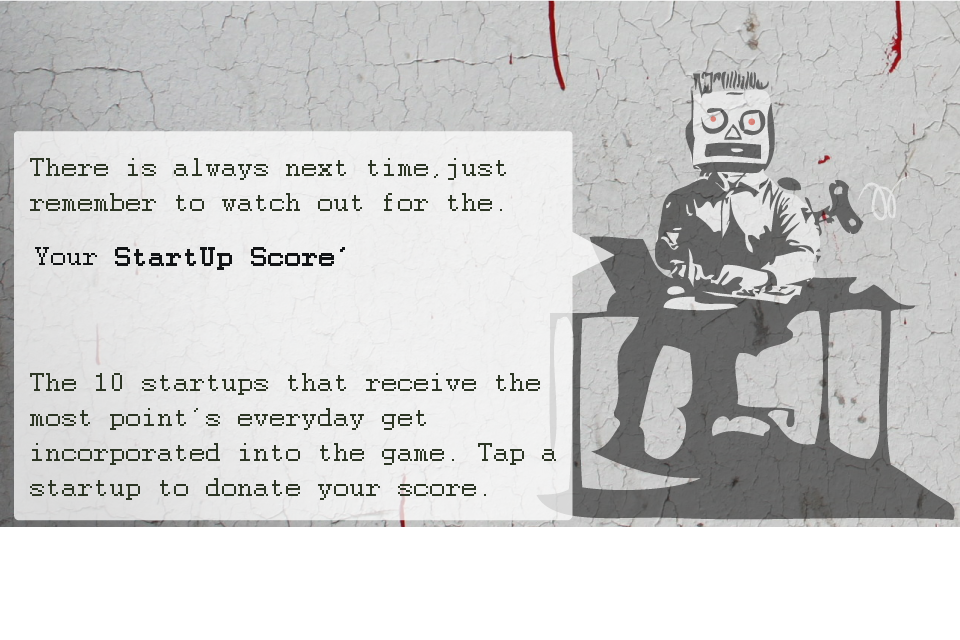 There is always next time,just
remember to watch out for the.
Your StartUp Score´
The 10 startups that receive the
most point´s everyday get
incorporated into the game. Tap a
startup to donate your score.